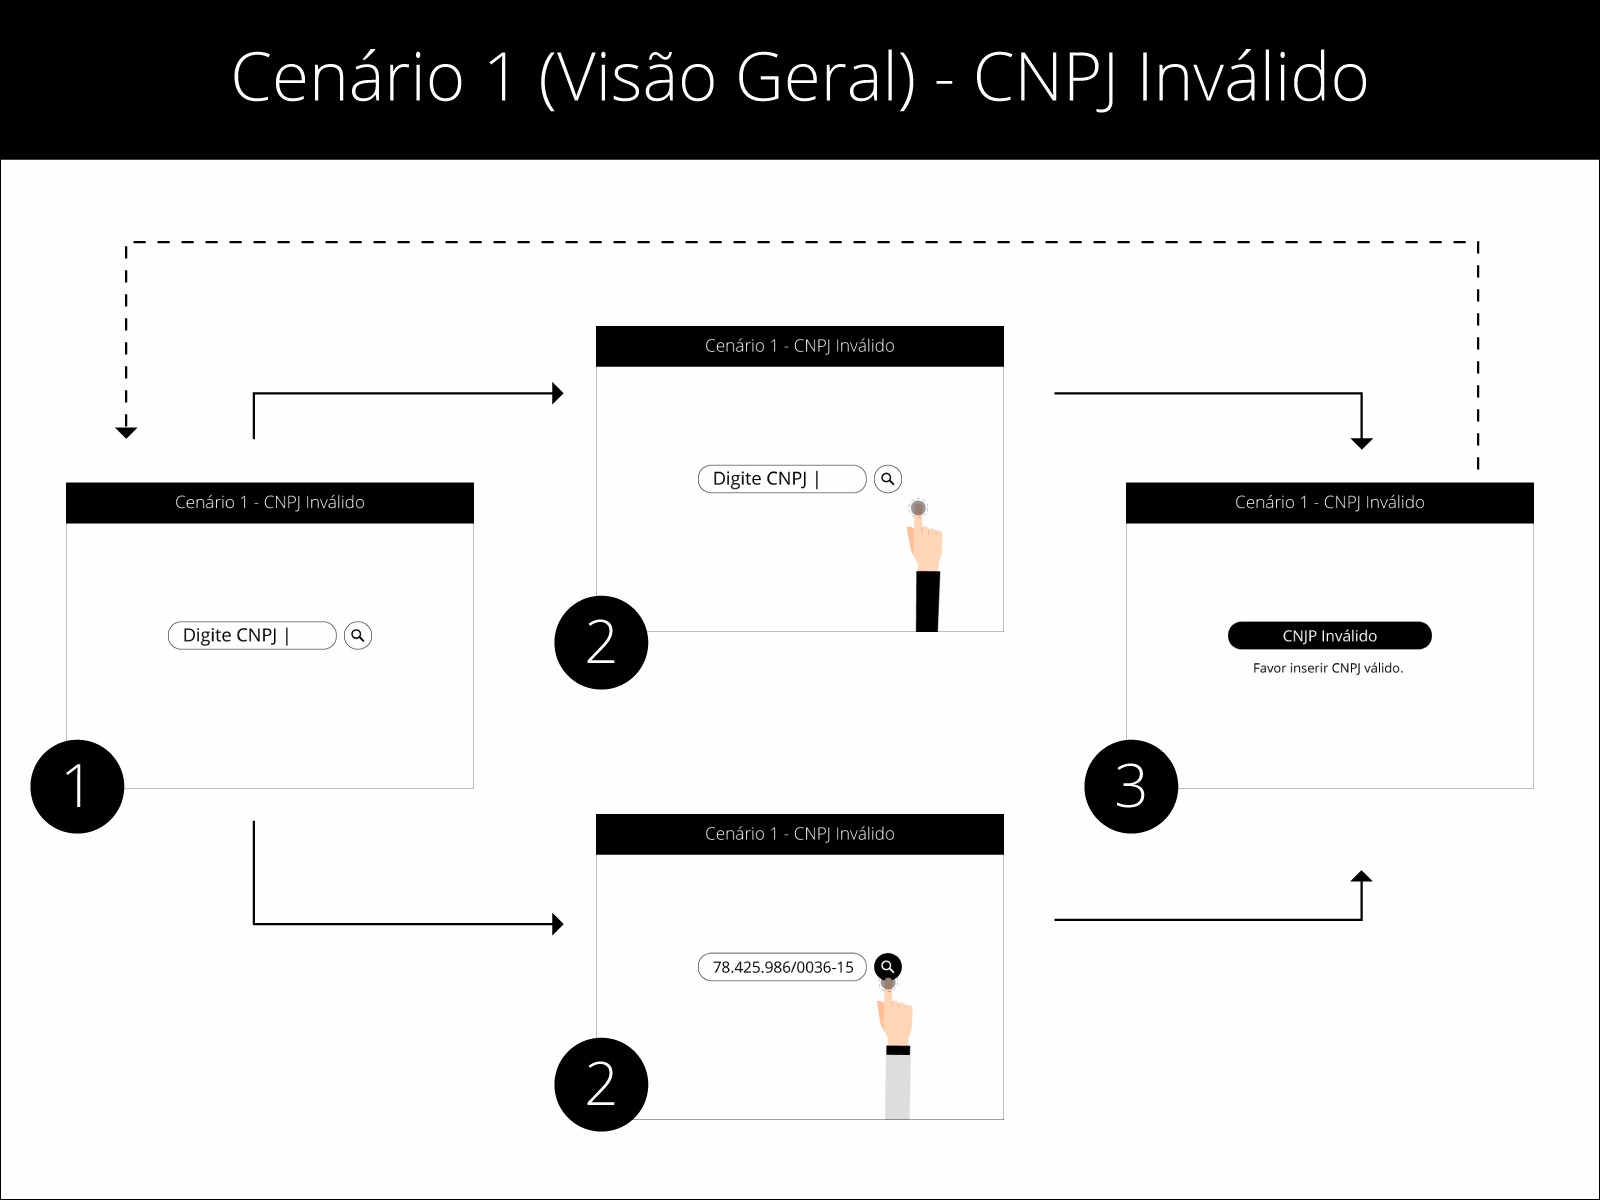 Cenário 1 (Visão Geral) - CNPJ Inválido
Cenário 1 - CNPJ Inválido
Digite CNPJ |
1
Cenário 1 - CNPJ Inválido
Digite CNPJ |
2
Cenário 1 - CNPJ Inválido
78.425.986/0036-15
2
Cenário 1 - CNPJ Inválido
CNJP Inválido
Favor inserir CNPJ válido.
3